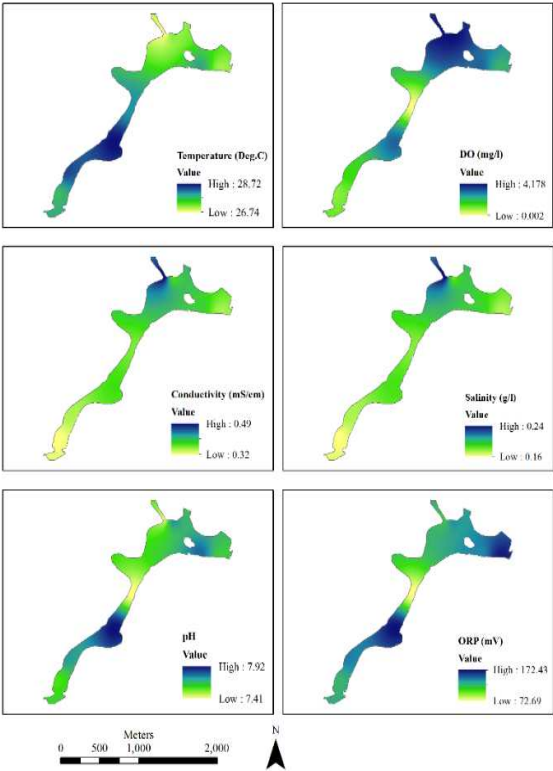 Temperature (Deg.C)
Value
High : 28.72
Low : 26.74
DO (mg/l)
Value
High : 4.178
Low : 0.002
Conductivity (mS/cm)
Value
High : 0.49
Low : 0.32
Salinity (g/l)
Value
High : 0.24
Low : 0.16
pH
Value
High : 7.92
Low : 7.41
ORP (mV)
Value
High : 172.43
Low : 72.69
Meters
0 500 1,000 2,000
N